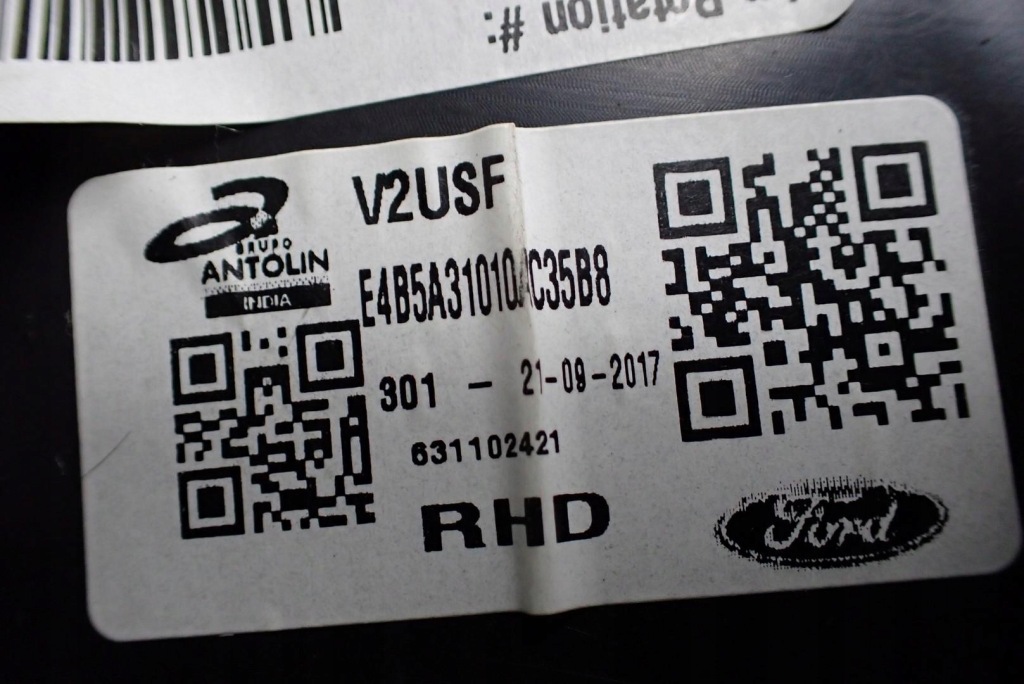 Rotation #:
V2USF
GRUPO
ANTOLIN
INDIA
E4B5A31010AC35B8
301 - 21-09-2017
631102421
RHD
Ford